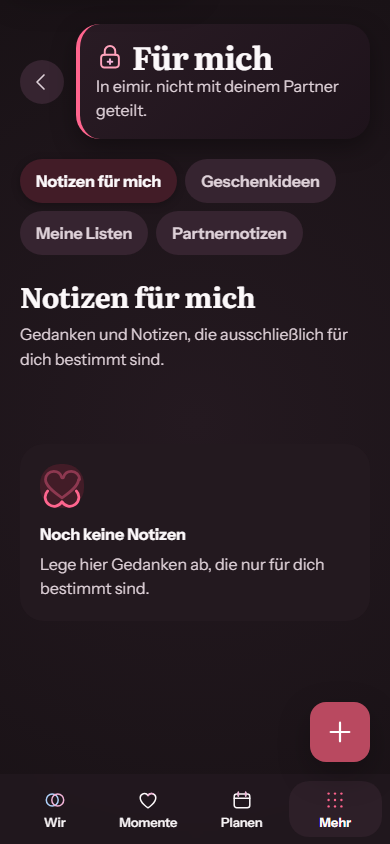 Für mich
In eimir. nicht mit deinem Partner
geteilt.
Notizen für mich
Geschenkideen
Meine Listen
Partnernotizen
Notizen für mich
Gedanken und Notizen, die ausschließlich für
dich bestimmt sind.
Noch keine Notizen
Lege hier Gedanken ab, die nur für dich
bestimmt sind.
Wir
Momente
Planen
Mehr